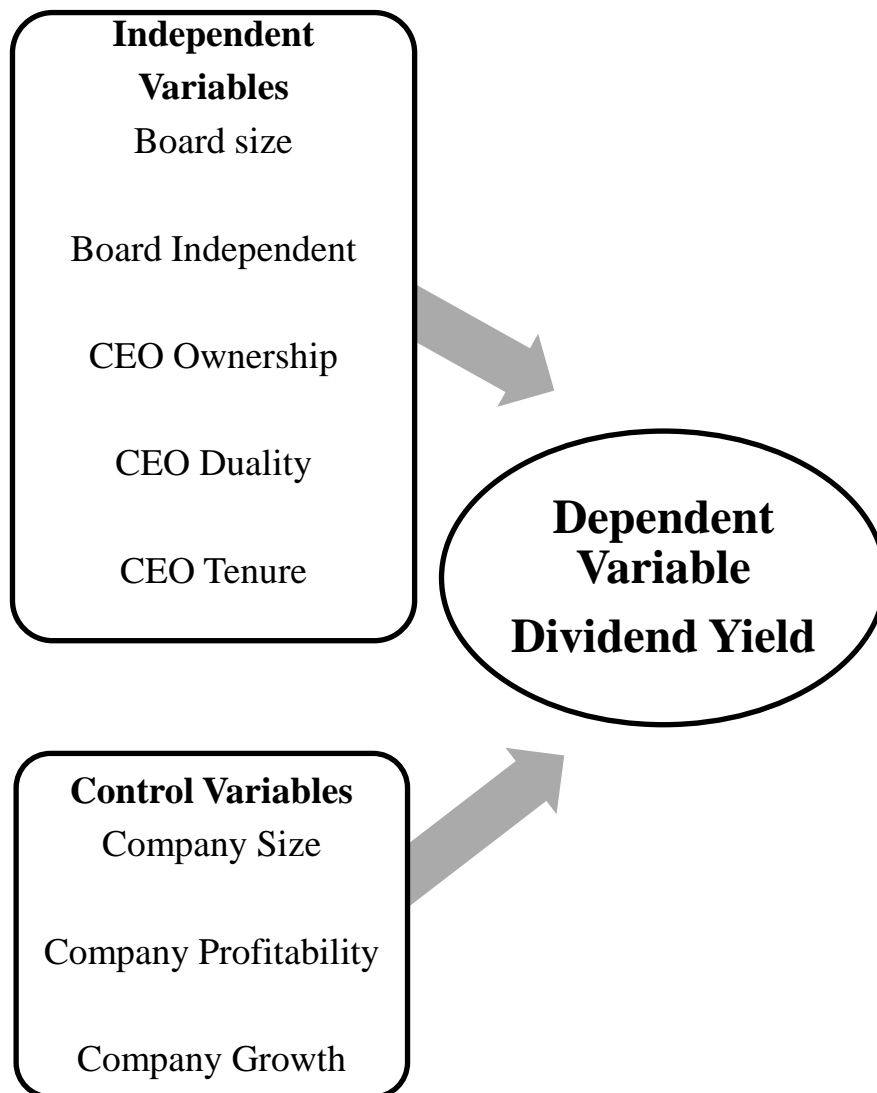 Independent
Variables
Board size
Board Independent
CEO Ownership
CEO Duality
CEO Tenure
Dependent
Variable
Dividend Yield
Control Variables
Company Size
Company Profitability
Company Growth